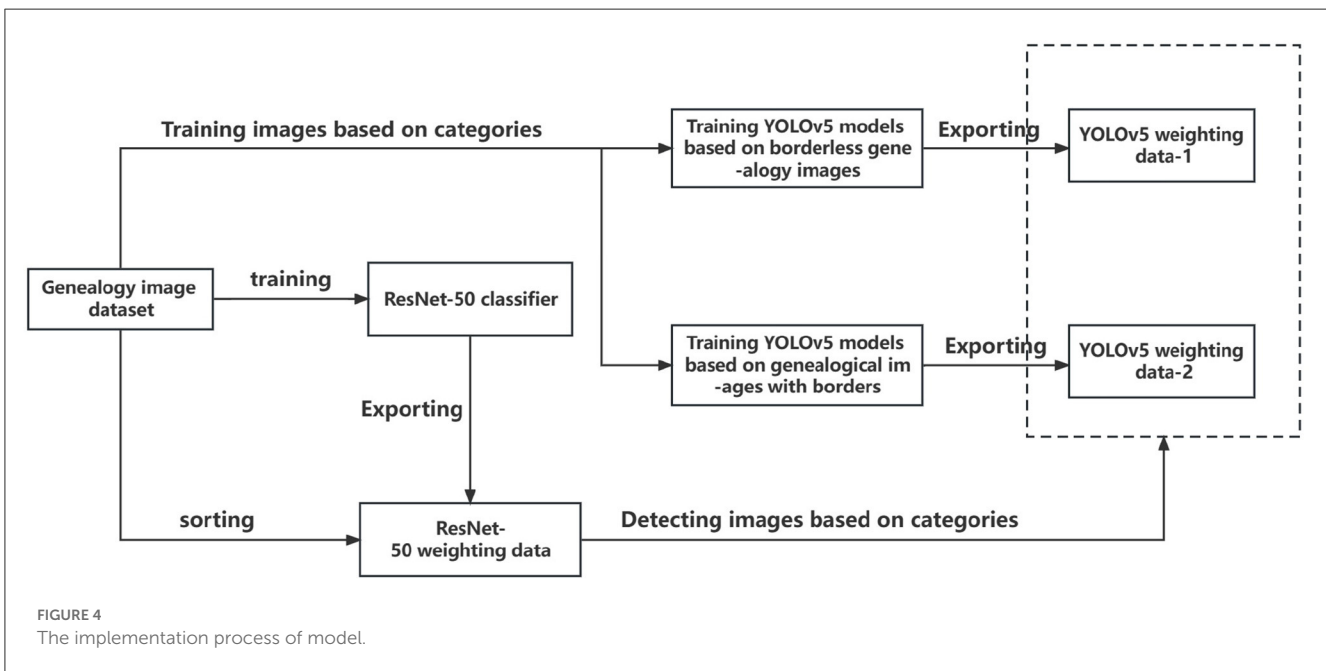 Training images based on categories
Training YOLOv5 models
based on borderless gene
-alogy images
Exporting
YOLOv5 weighting
data-1
Genealogy image
dataset
training
ResNet-50 classifier
Training YOLOv5 models
based on genealogical im
-ages with borders
Exporting
YOLOv5 weighting
data-2
Exporting
sorting
ResNet-
50 weighting data
Detecting images based on categories
FIGURE 4
The implementation process of model.